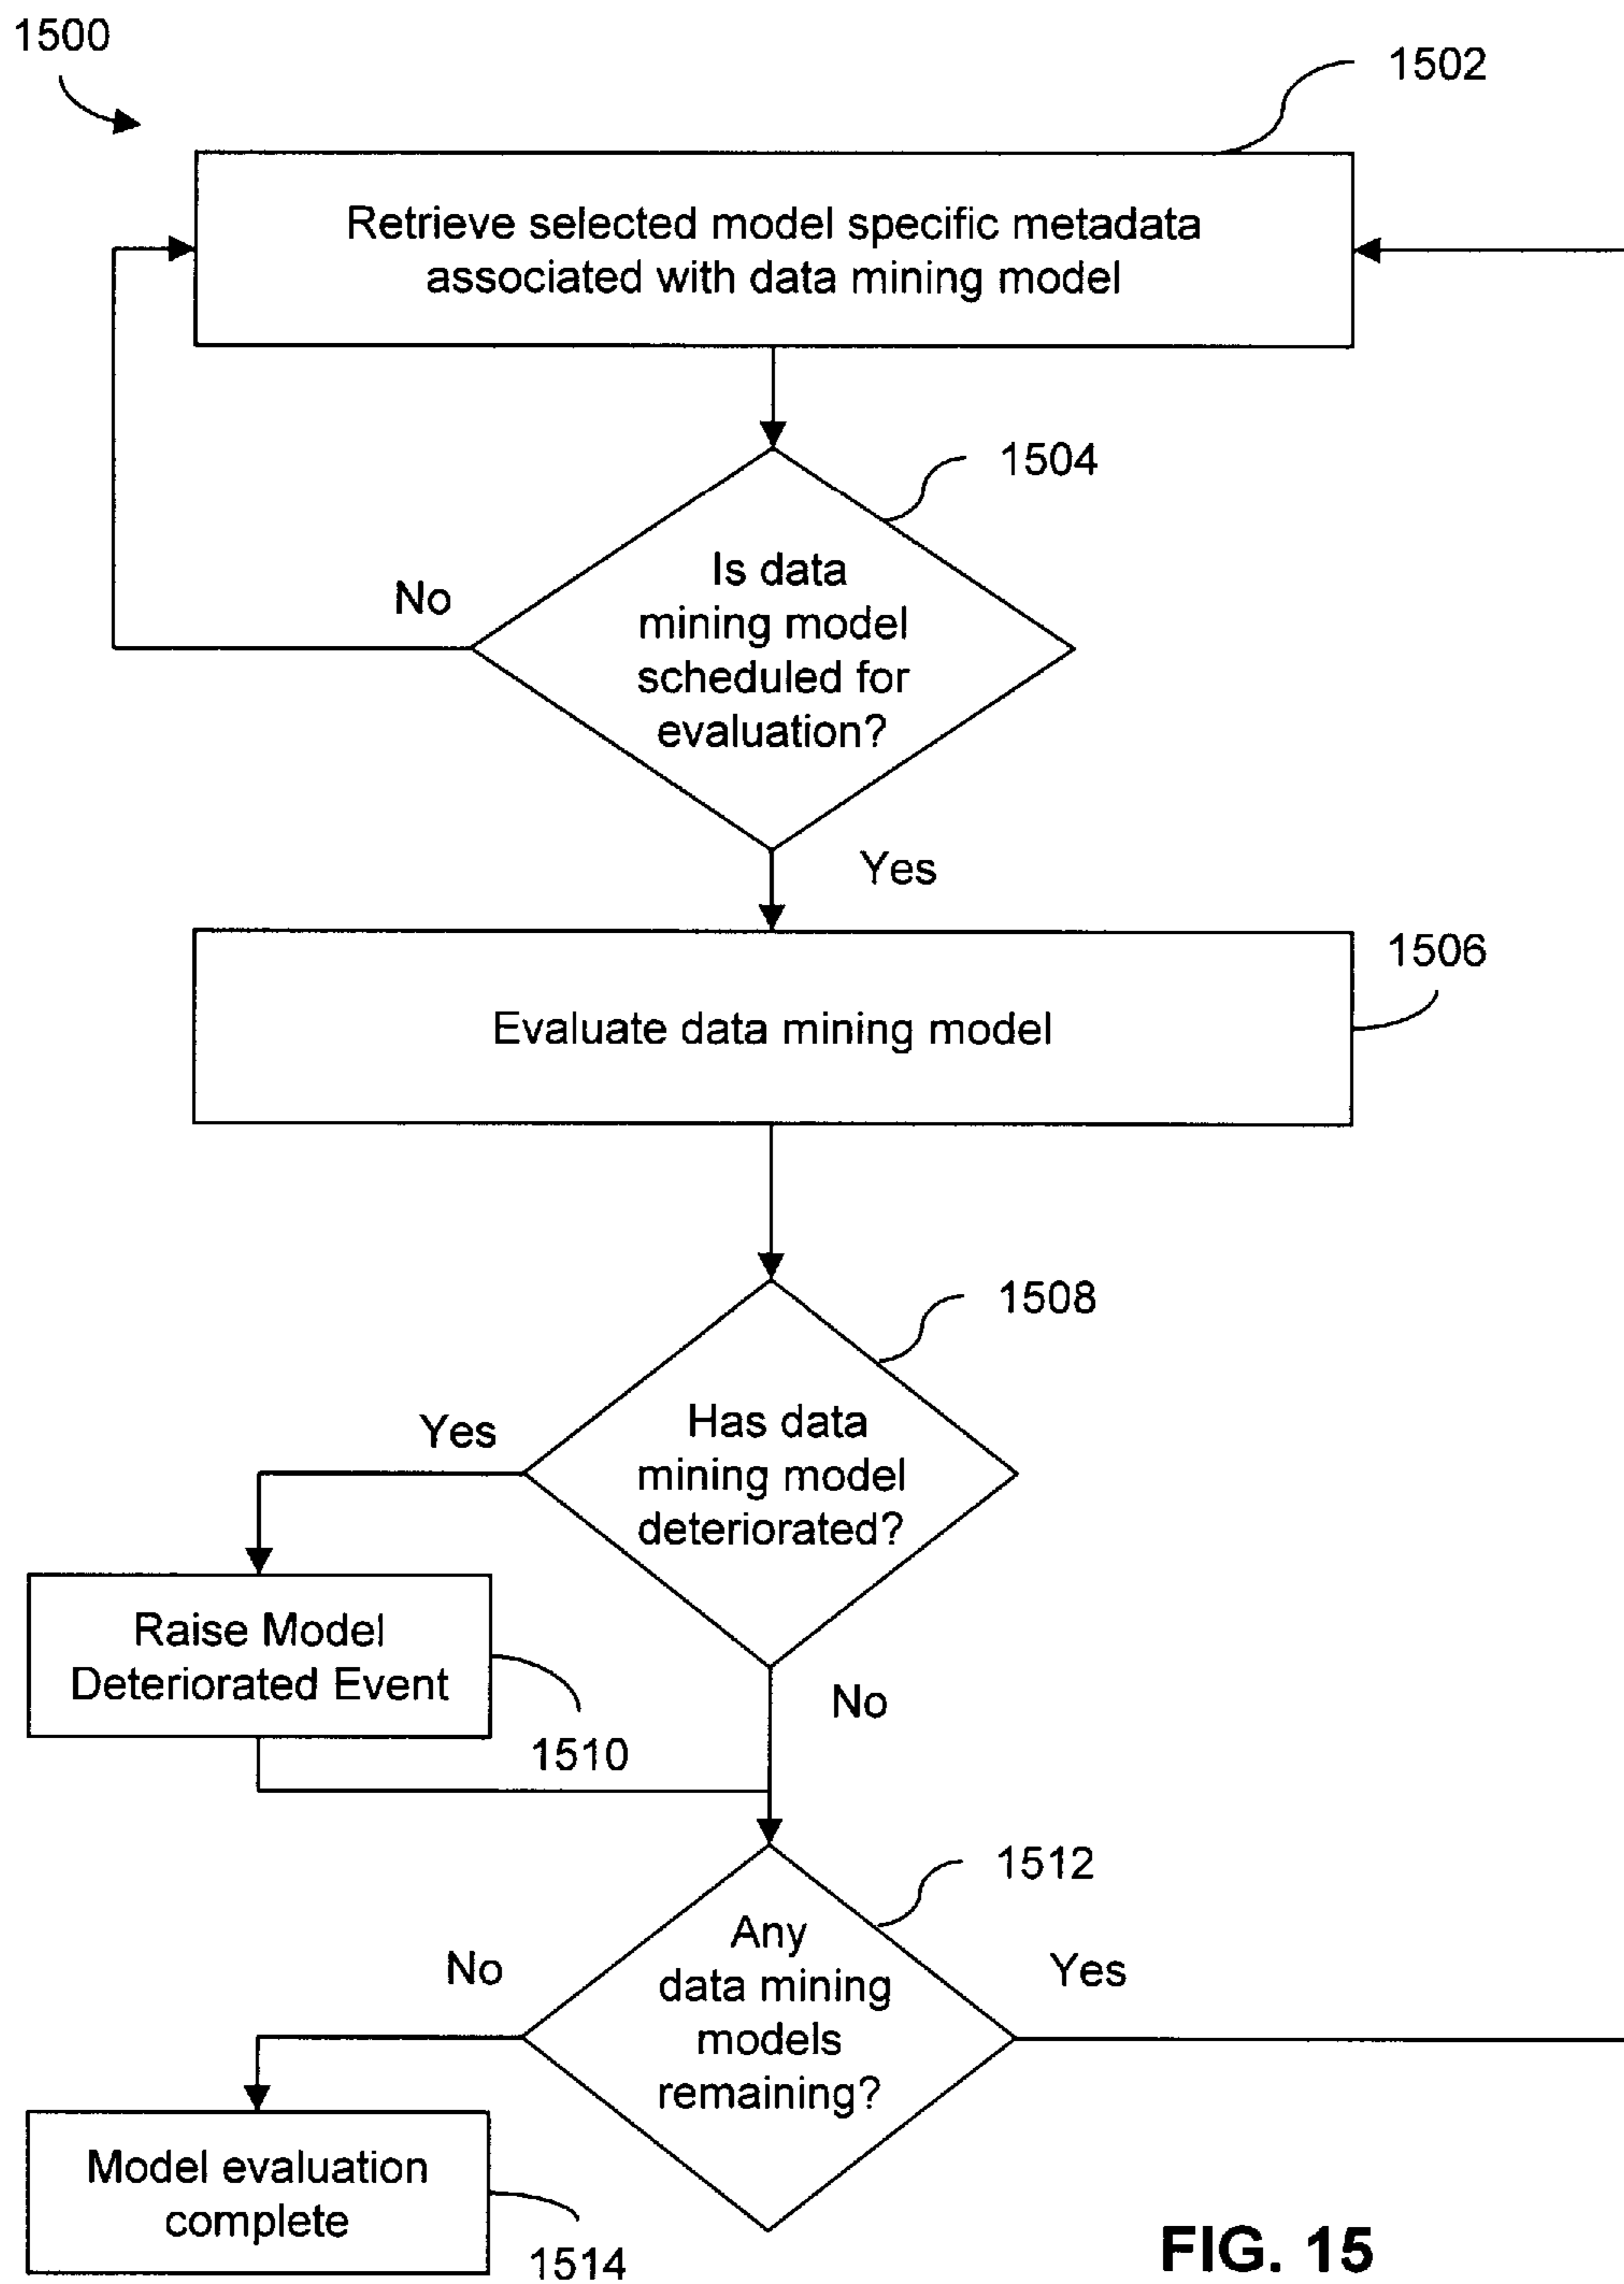 1500
1502
Retrieve selected model specific metadata
associated with data mining model
1504
Is data
mining model
scheduled for
evaluation?
No
Yes
1506
Evaluate data mining model
1508
Has data
mining model
deteriorated?
Yes
Raise Model
Deteriorated Event
1510
No
1512
Any
data mining
models
remaining?
No
Yes
Model evaluation
complete
1514
FIG. 15